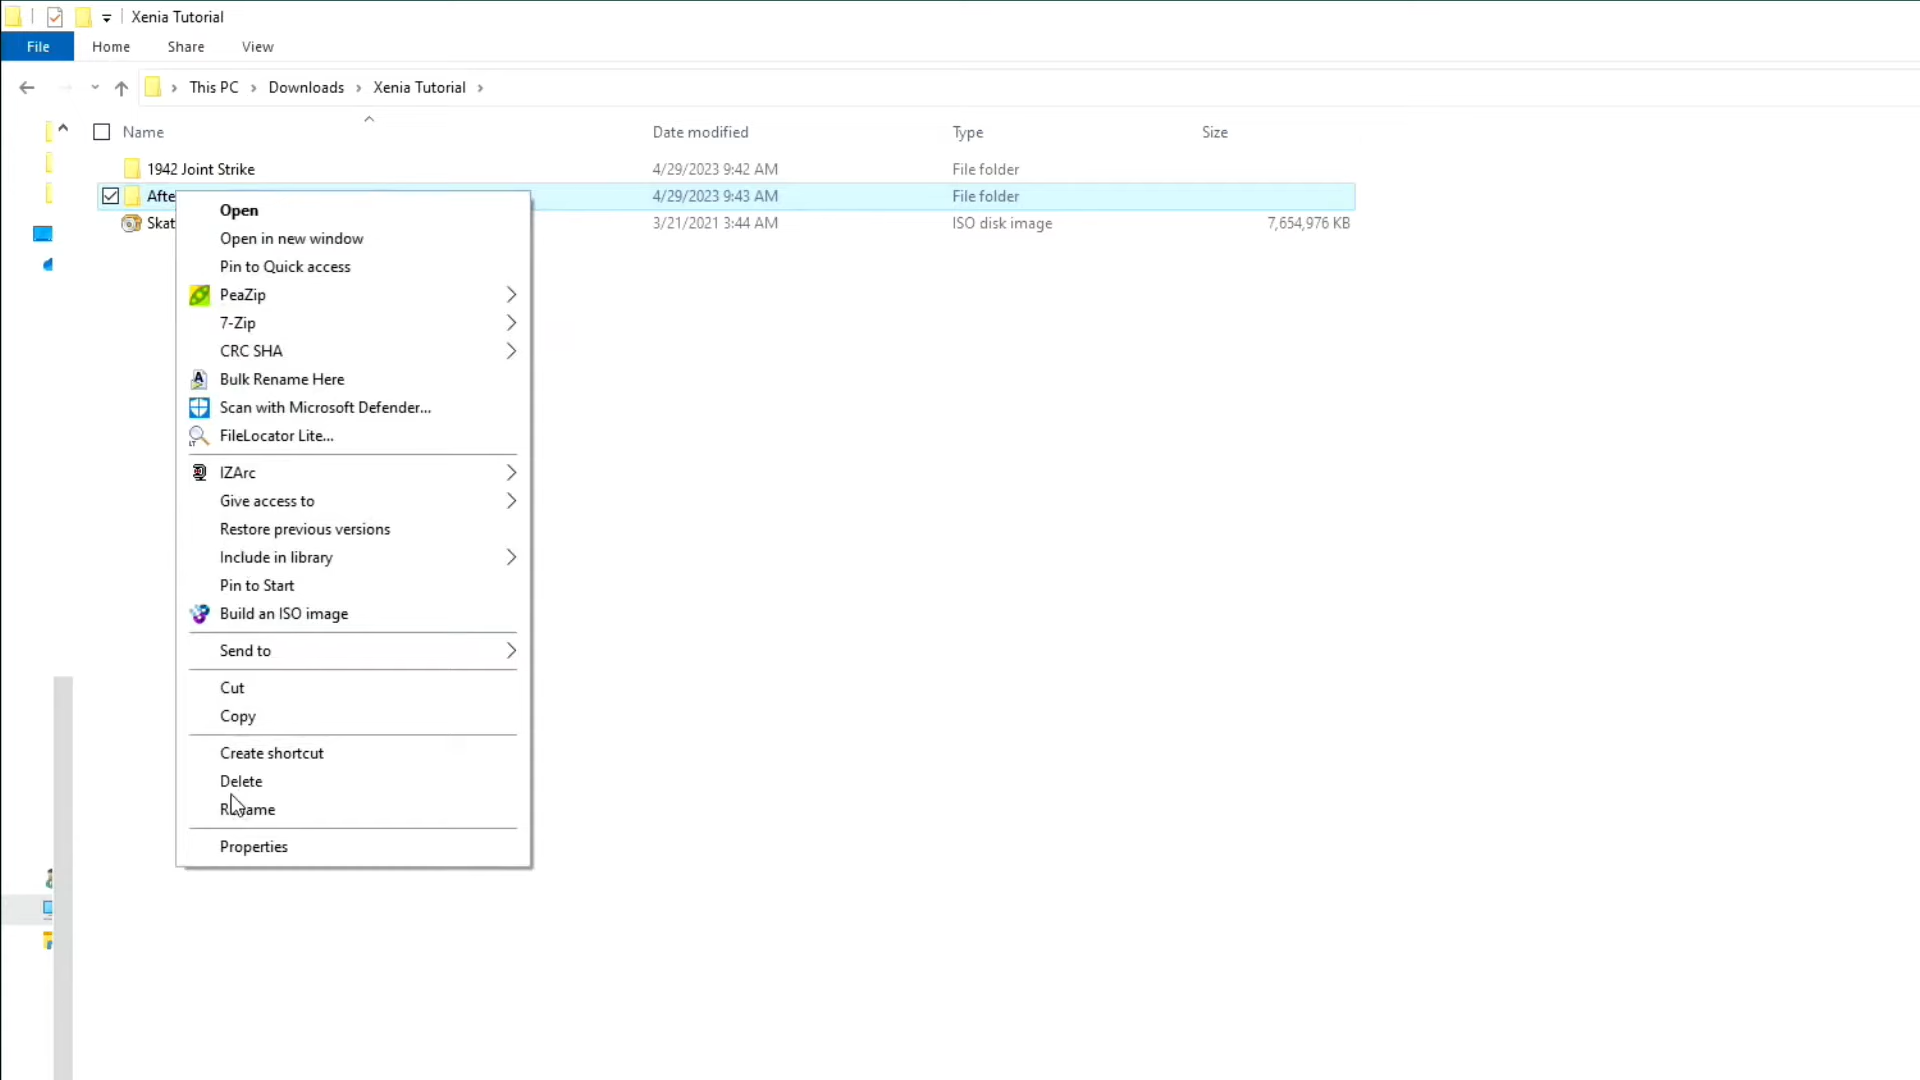 Xenia Tutorial
File Home Share View
This PC > Downloads > Xenia Tutorial >
Name Date modified Type Size
1942 Joint Strike 4/29/2023 9:42 AM File folder
Afte 4/29/2023 9:43 AM File folder
Skat 3/21/2021 3:44 AM ISO disk image 7,654,976 KB
Open
Open in new window
Pin to Quick access
PeaZip
7-Zip
CRC SHA
Bulk Rename Here
Scan with Microsoft Defender...
FileLocator Lite...
IZArc
Give access to
Restore previous versions
Include in library
Pin to Start
Build an ISO image
Send to
Cut
Copy
Create shortcut
Delete
Rename
Properties